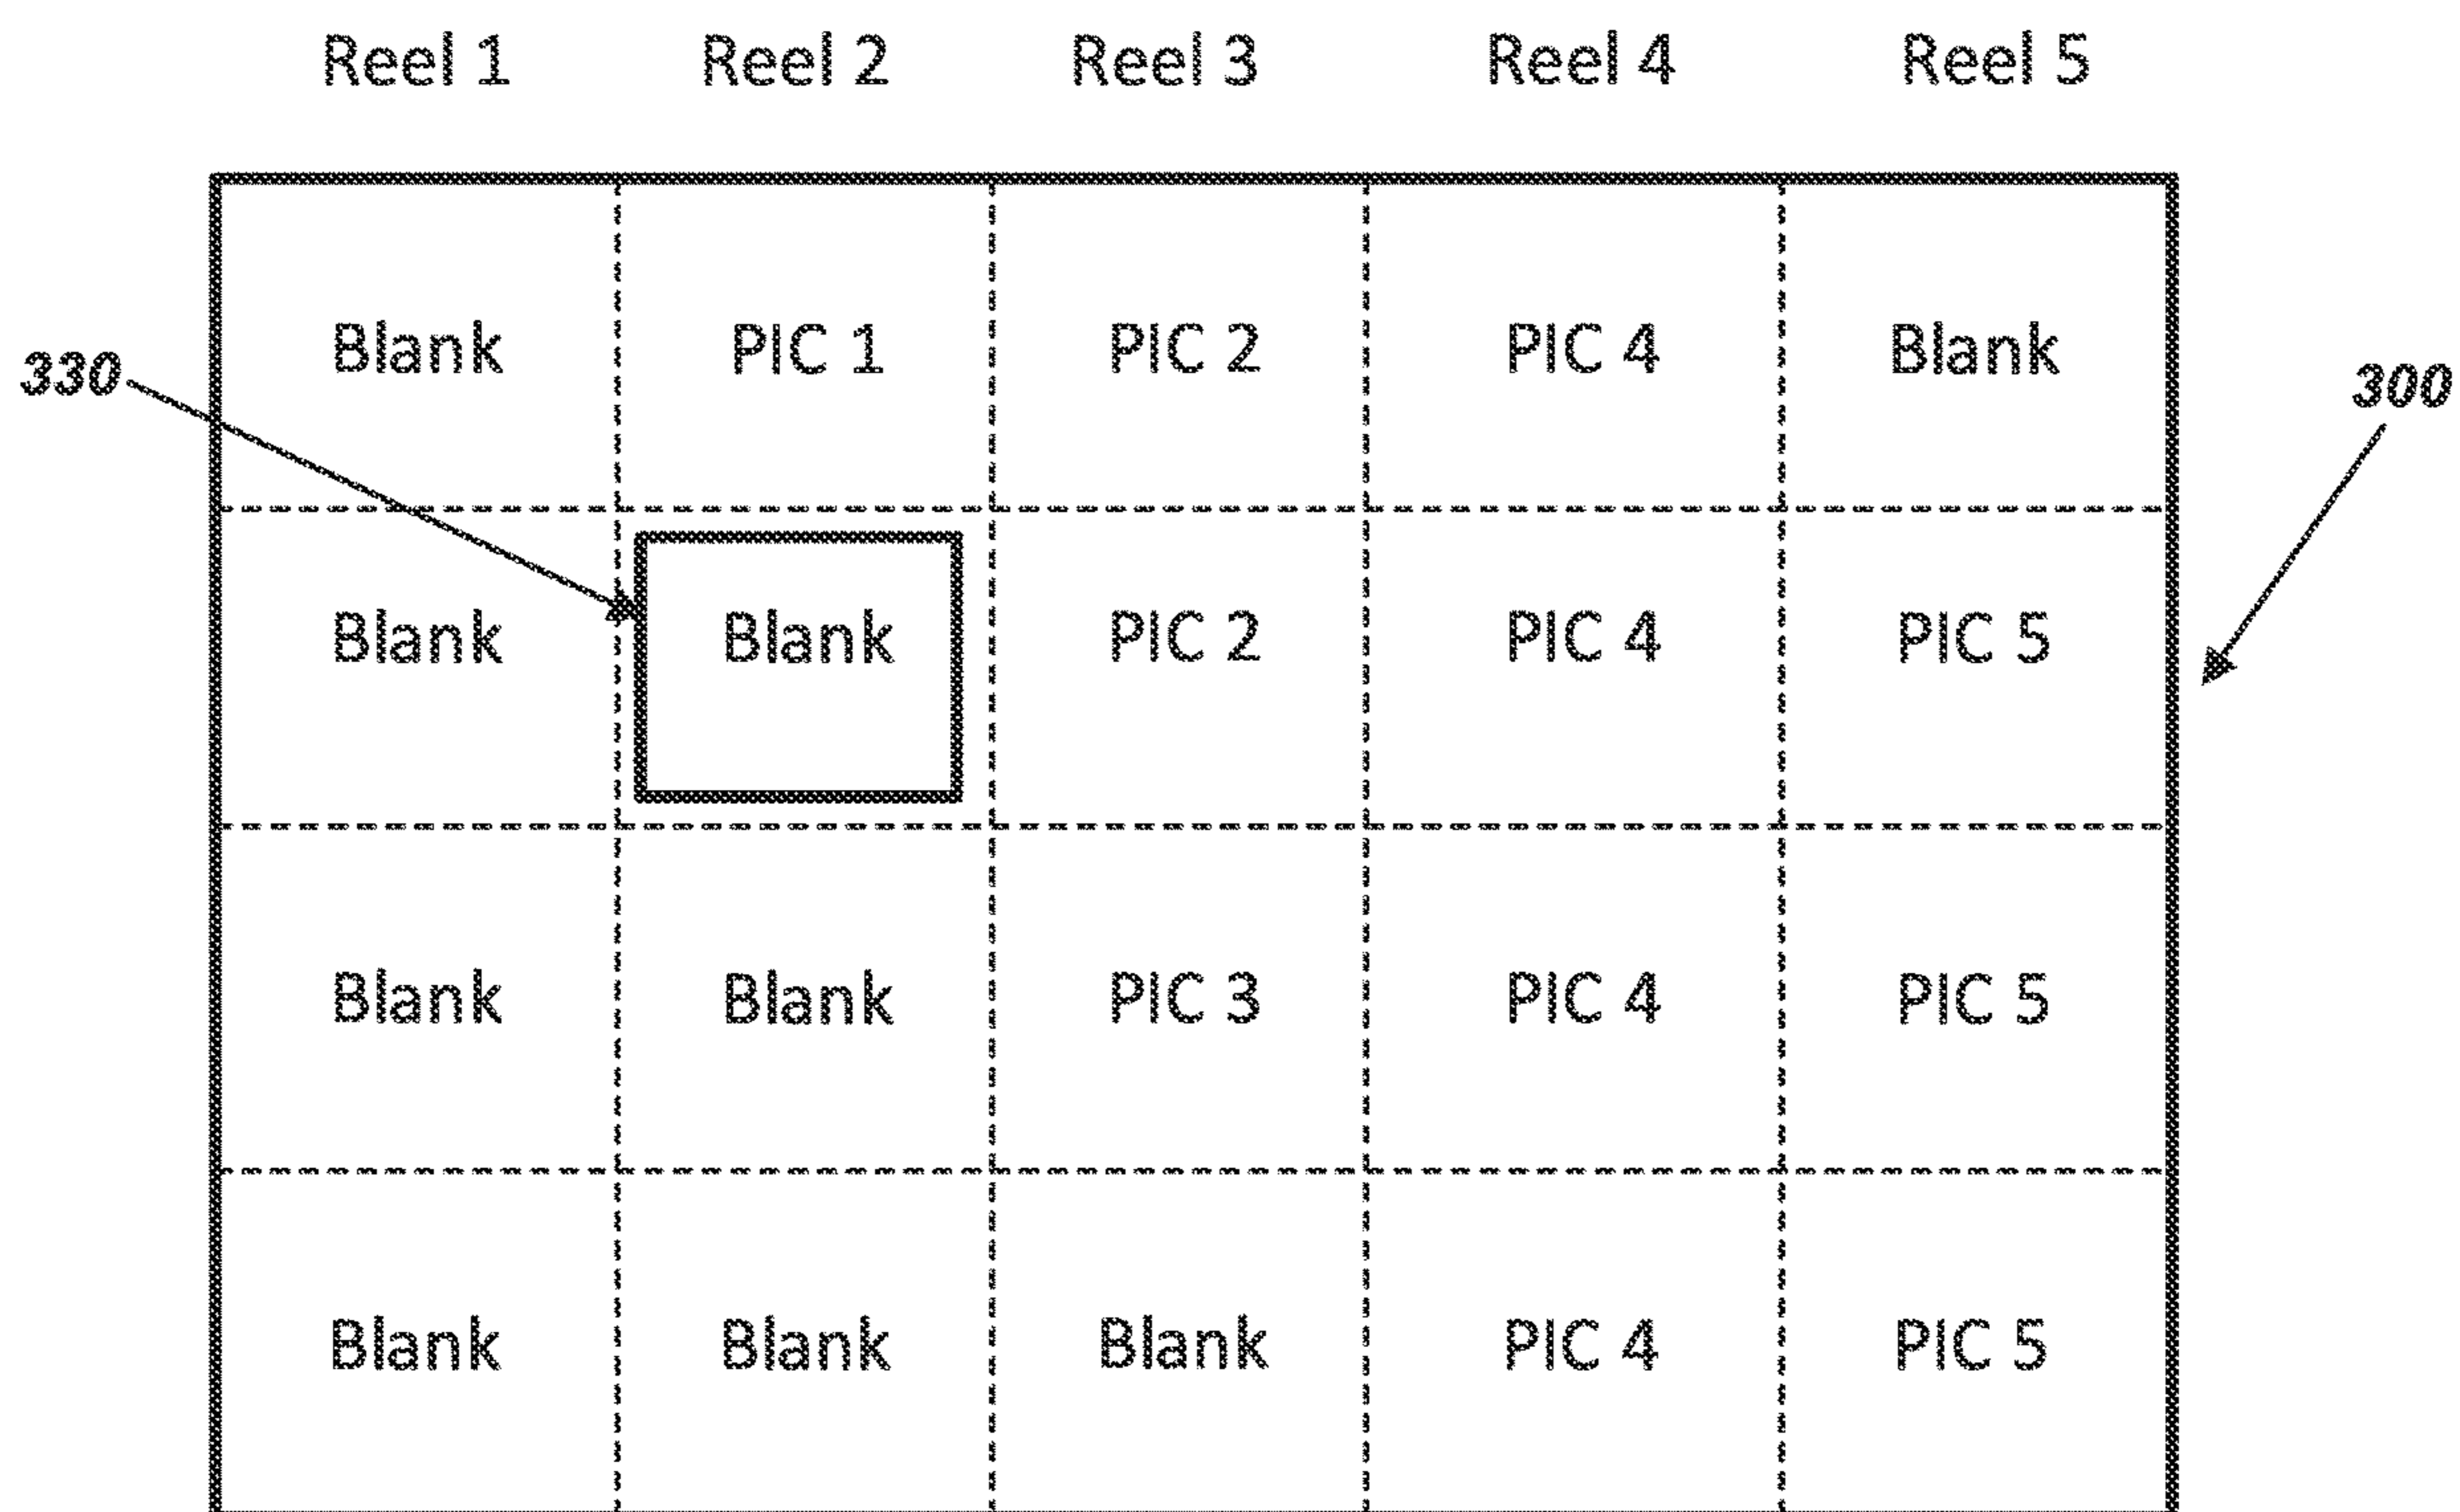 Reel 1 Reel 2 Reel 3 Reel 4 Reel 5
Blank PIC 1 PIC 2 PIC 4 Blank
330 300
Blank Blank PIC 2 PIC 4 PIC 5
Blank Blank PIC 3 PIC 4 PIC 5
Blank Blank Blank PIC 4 PIC 5